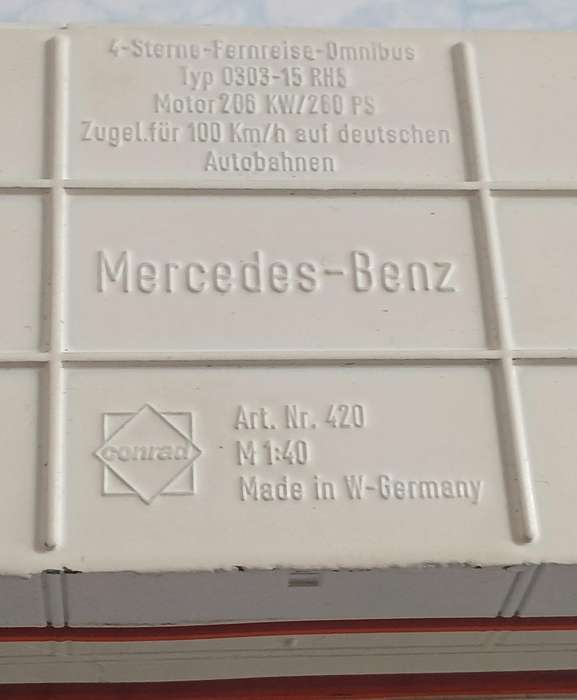 4-Sterne-Fernreise-Omnibus
Typ 0303-15 RHS
Motor 206 KW/280 PS
Zugel.für 100 Km/h auf deutschen
Autobahnen
Mercedes-Benz
conrad
Art. Nr. 420
M 1:40
Made in W-Germany